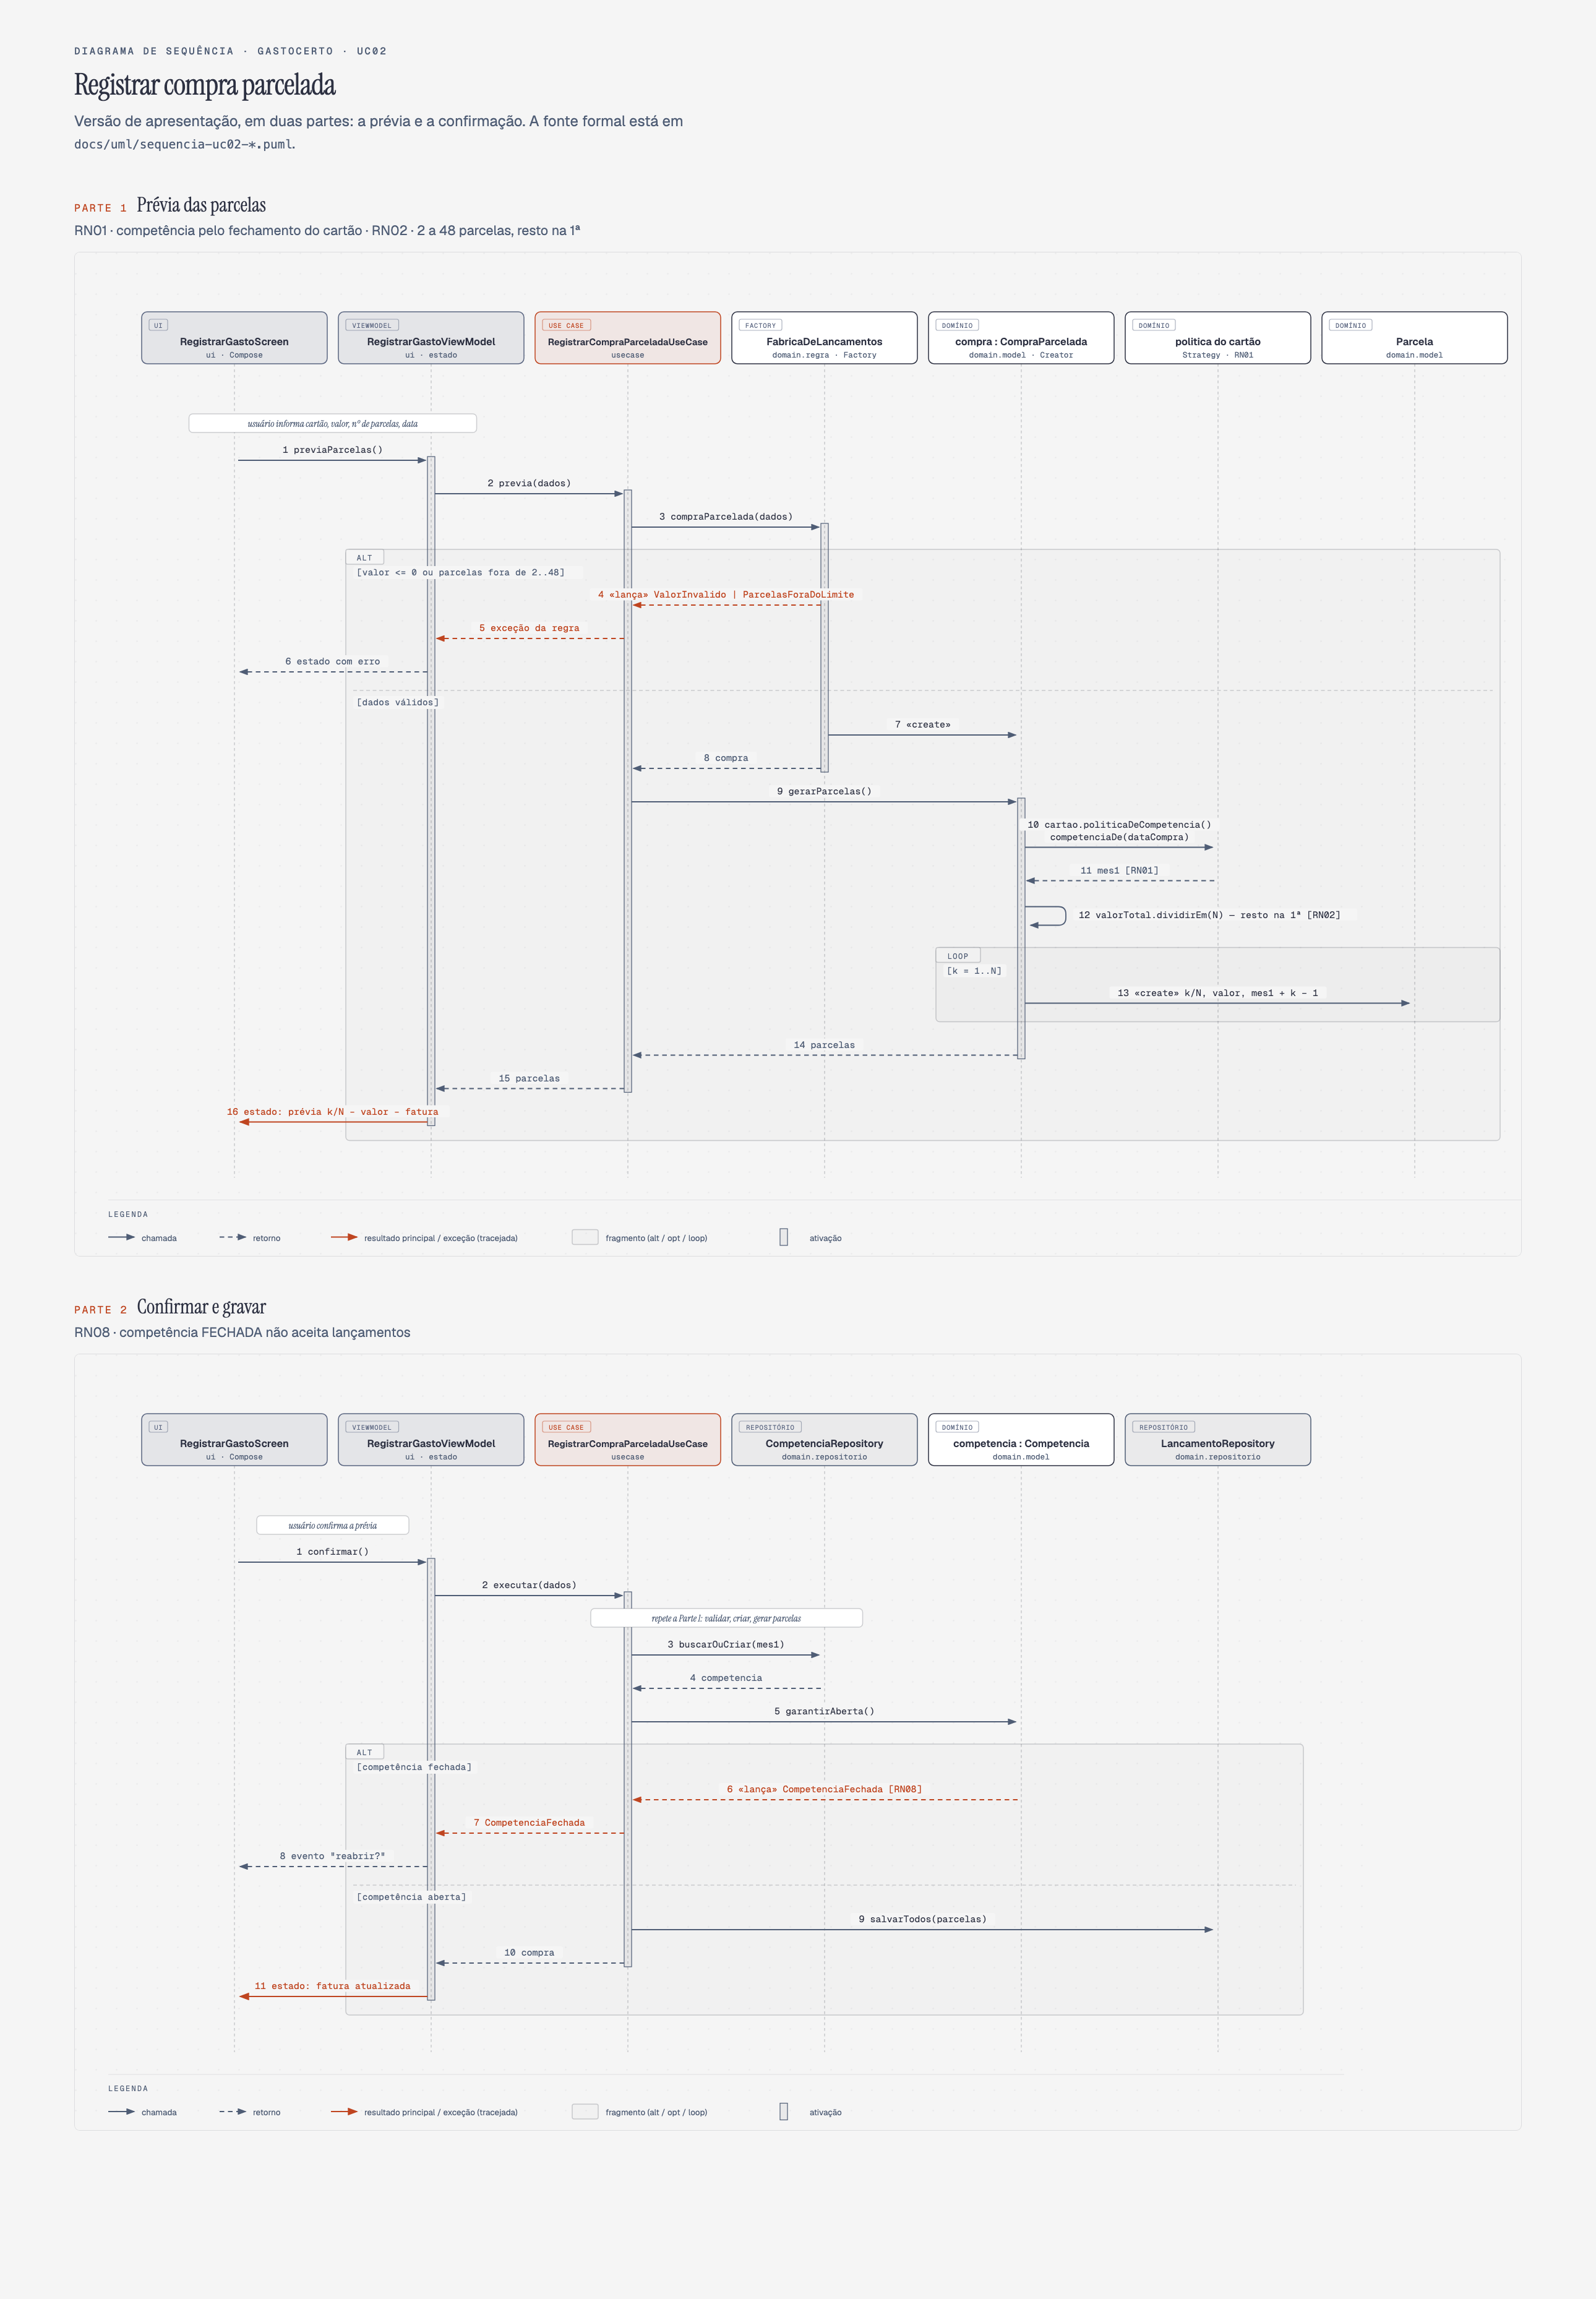 DIAGRAMA DE SEQUÊNCIA · GASTOCERTO · UC02
Registrar compra parcelada
Versão de apresentação, em duas partes: a prévia e a confirmação. A fonte formal está em
docs/uml/sequencia-uc02-*.puml.
PARTE 1 Prévia das parcelas
RN01 · competência pelo fechamento do cartão · RN02 · 2 a 48 parcelas, resto na 1ª
UI
RegistrarGastoScreen
ui · Compose
VIEWMODEL
RegistrarGastoViewModel
ui · estado
USE CASE
RegistrarCompraParceladaUseCase
usecase
FACTORY
FabricaDeLancamentos
domain.regra · Factory
DOMÍNIO
compra : CompraParcelada
domain.model · Creator
DOMÍNIO
politica do cartão
Strategy · RN01
DOMÍNIO
Parcela
domain.model
usuário informa cartão, valor, nº de parcelas, data
1 previaParcelas()
2 previa(dados)
3 compraParcelada(dados)
ALT
[valor <= 0 ou parcelas fora de 2..48]
4 «lança» ValorInvalido | ParcelasForaDoLimite
5 exceção da regra
6 estado com erro
[dados válidos]
7 «create»
8 compra
9 gerarParcelas()
10 cartao.politicaDeCompetencia()
competenciaDe(dataCompra)
11 mes1 [RN01]
12 valorTotal.dividirEm(N) — resto na 1ª [RN02]
LOOP
[k = 1..N]
13 «create» k/N, valor, mes1 + k − 1
14 parcelas
15 parcelas
16 estado: prévia k/N − valor − fatura
LEGENDA
chamada
retorno
resultado principal / exceção (tracejada)
fragmento (alt / opt / loop)
ativação
PARTE 2 Confirmar e gravar
RN08 · competência FECHADA não aceita lançamentos
UI
RegistrarGastoScreen
ui · Compose
VIEWMODEL
RegistrarGastoViewModel
ui · estado
USE CASE
RegistrarCompraParceladaUseCase
usecase
REPOSITÓRIO
CompetenciaRepository
domain.repositorio
DOMÍNIO
competencia : Competencia
domain.model
REPOSITÓRIO
LancamentoRepository
domain.repositorio
usuário confirma a prévia
1 confirmar()
2 executar(dados)
repete a Parte 1: validar, criar, gerar parcelas
3 buscarOuCriar(mes1)
4 competencia
5 garantirAberta()
ALT
[competência fechada]
6 «lança» CompetenciaFechada [RN08]
7 CompetenciaFechada
8 evento "reabrir?"
[competência aberta]
9 salvarTodos(parcelas)
10 compra
11 estado: fatura atualizada
LEGENDA
chamada
retorno
resultado principal / exceção (tracejada)
fragmento (alt / opt / loop)
ativação